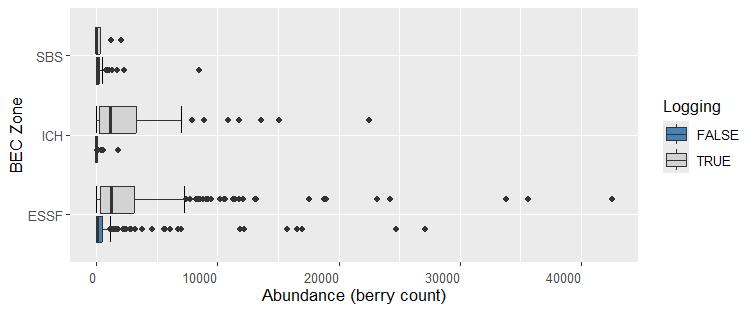 SBS
ICH
ESSF
BEC Zone
0
10000
20000
30000
40000
Abundance (berry count)
Logging
FALSE
TRUE